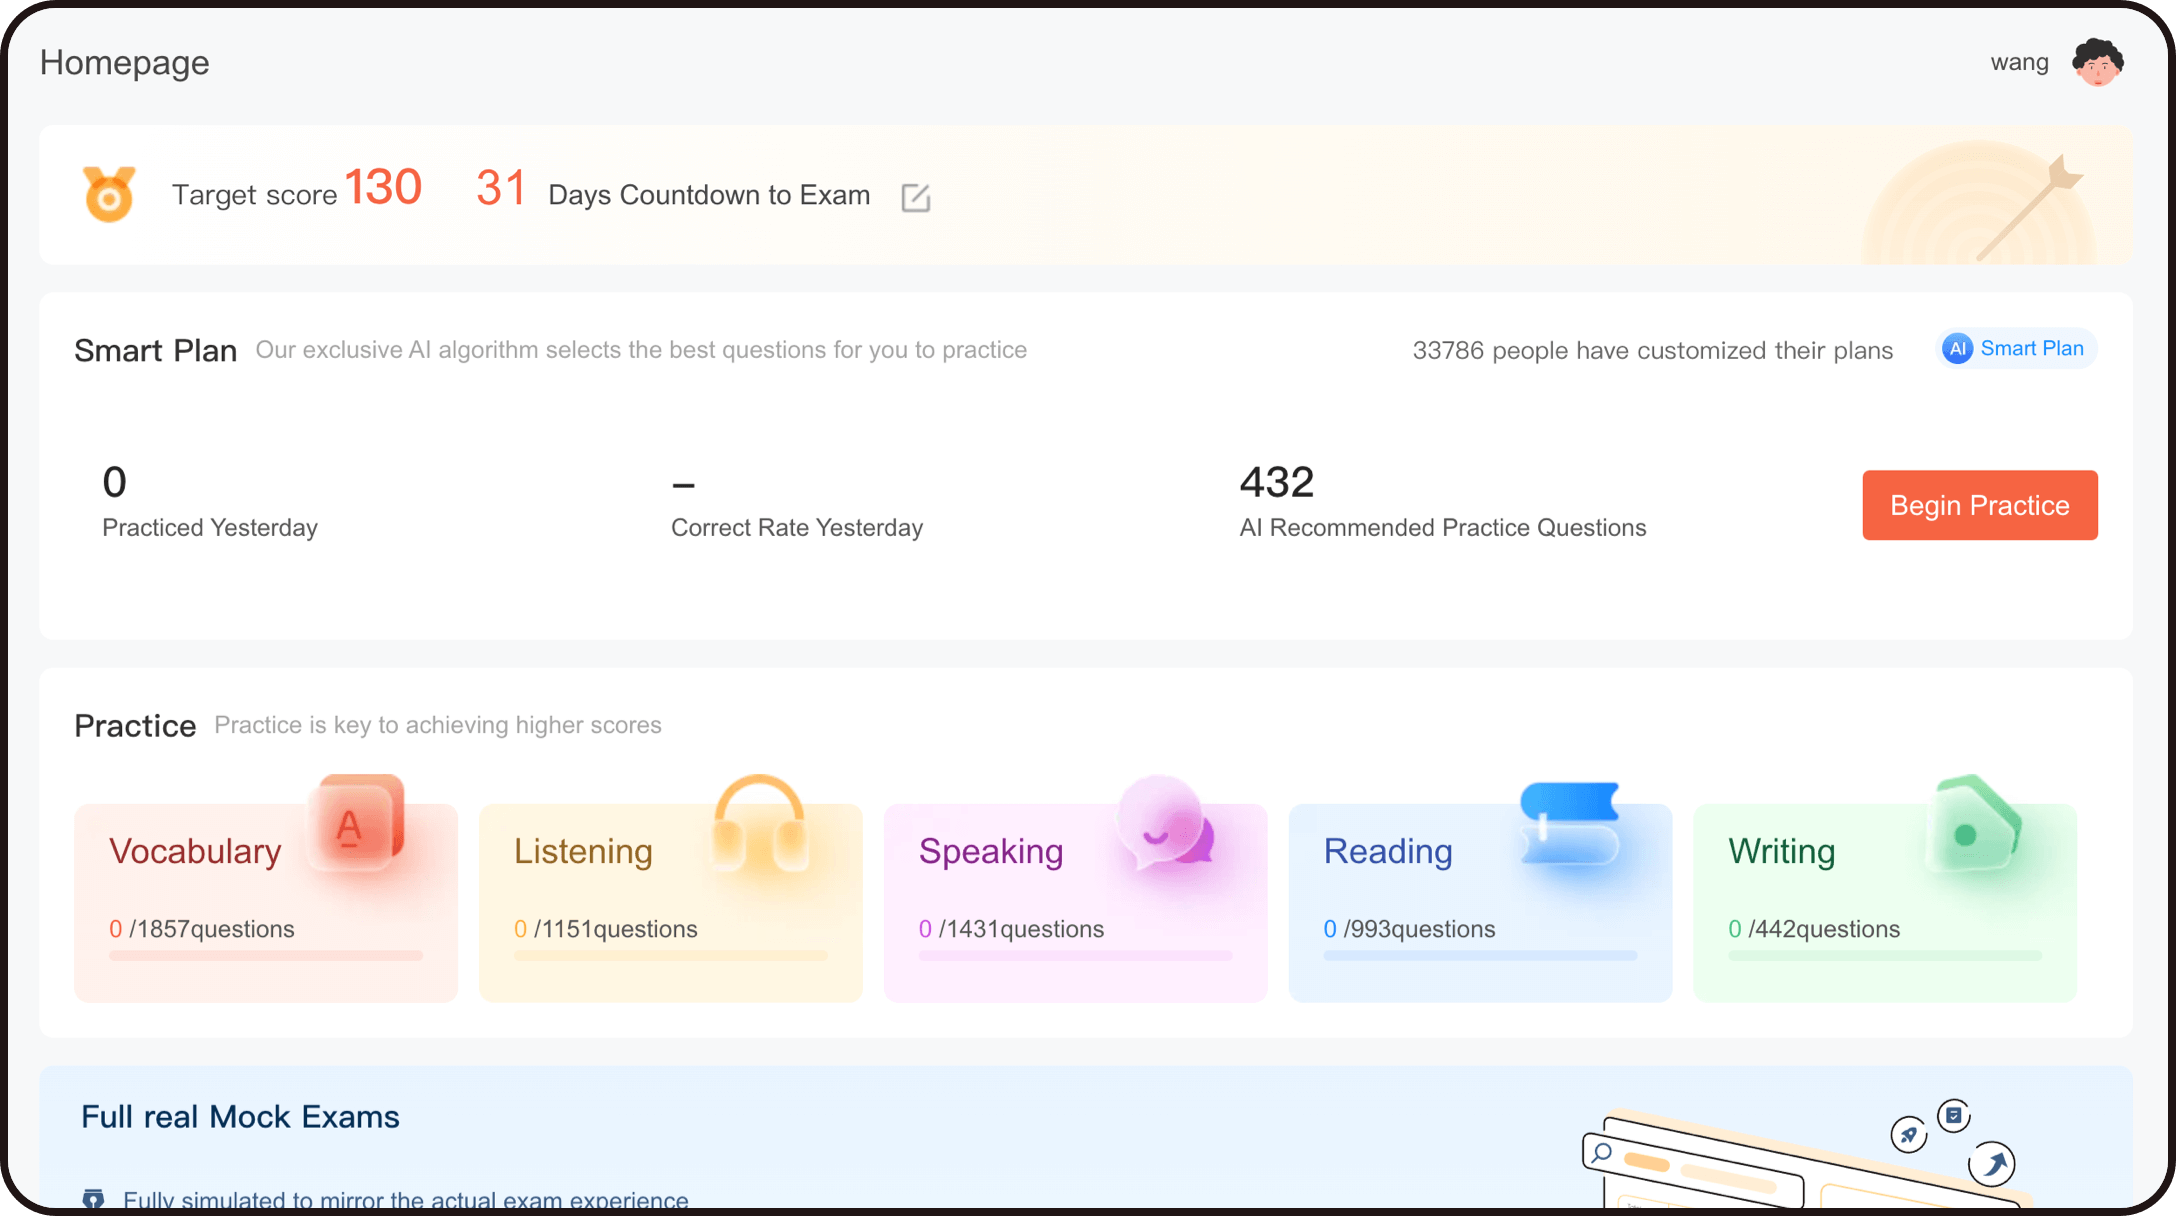 Homepage
wang
Target score 130 31 Days Countdown to Exam
Smart Plan Our exclusive AI algorithm selects the best questions for you to practice
33786 people have customized their plans
AI Smart Plan
0
Practiced Yesterday
–
Correct Rate Yesterday
432
AI Recommended Practice Questions
Begin Practice
Practice Practice is key to achieving higher scores
A
Vocabulary
0 /1857questions
Listening
0 /1151questions
Speaking
0 /1431questions
Reading
0 /993questions
Writing
0 /442questions
Full real Mock Exams
Fully simulated to mirror the actual exam experience